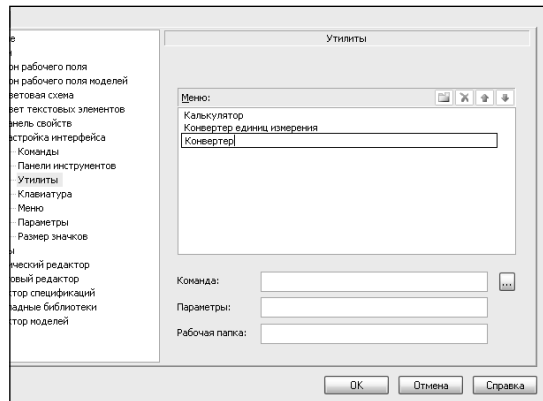 Утилиты
е
и
он рабочего поля
он рабочего поля моделей
ветовая схема
вет текстовых элементов
анель свойств
астройка интерфейса
Команды
Панели инструментов
Утилиты
Клавиатура
Меню
Параметры
Размер значков
ы
ический редактор
овый редактор
ктор спецификаций
адные библиотеки
тор моделей
Меню:
Калькулятор
Конвертер единиц измерения
Конвертер
Команда:
...
Параметры:
Рабочая папка:
OK
Отмена
Справка